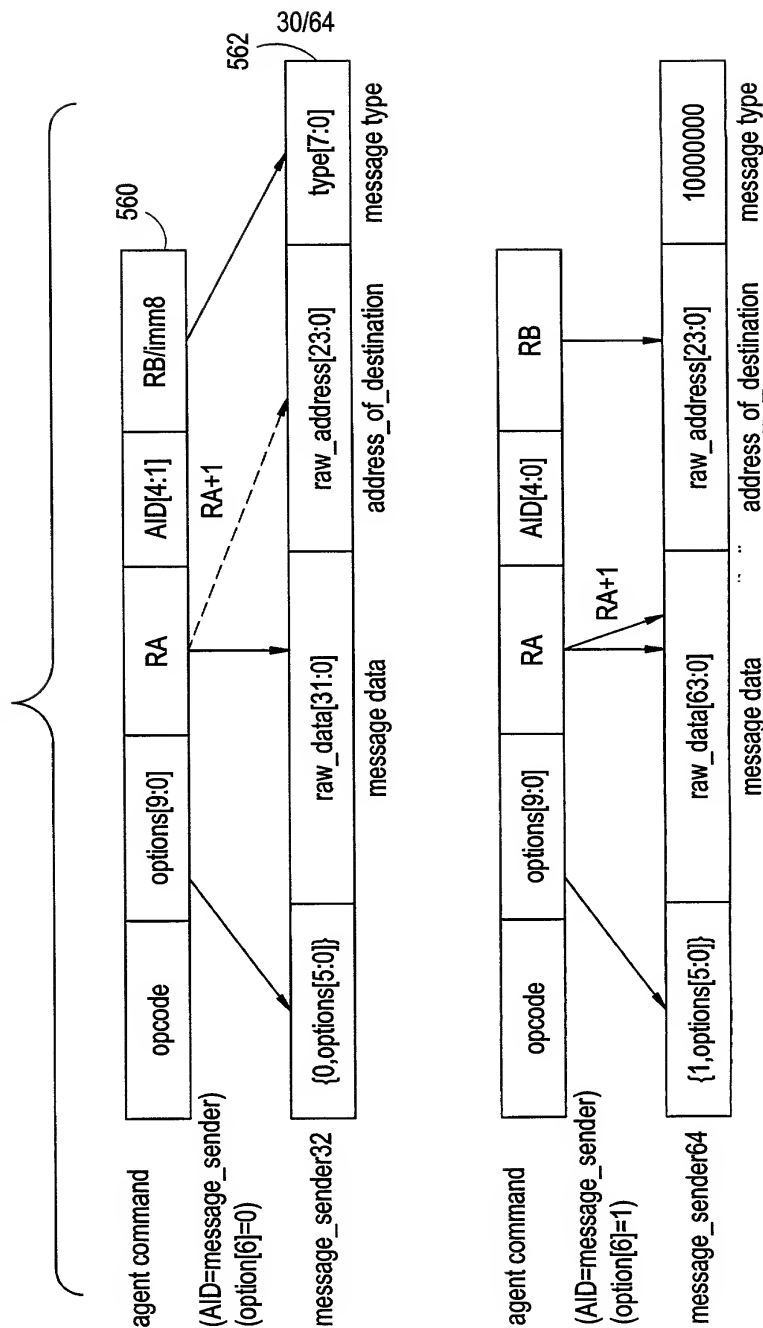 30/64
560
agent command
opcode
options[9:0]
RA
AID[4:1]
RB/imm8
(AID=message_sender)
(option[6]=0)
RA+1
562
message_sender32
{0,options[5:0]}
raw_data[31:0]
raw_address[23:0]
type[7:0]
message data
address_of_destination
message type
agent command
opcode
options[9:0]
RA
AID[4:0]
RB
(AID=message_sender)
(option[6]=1)
RA+1
message_sender64
{1,options[5:0]}
raw_data[63:0]
raw_address[23:0]
10000000
message data
address_of_destination
message type